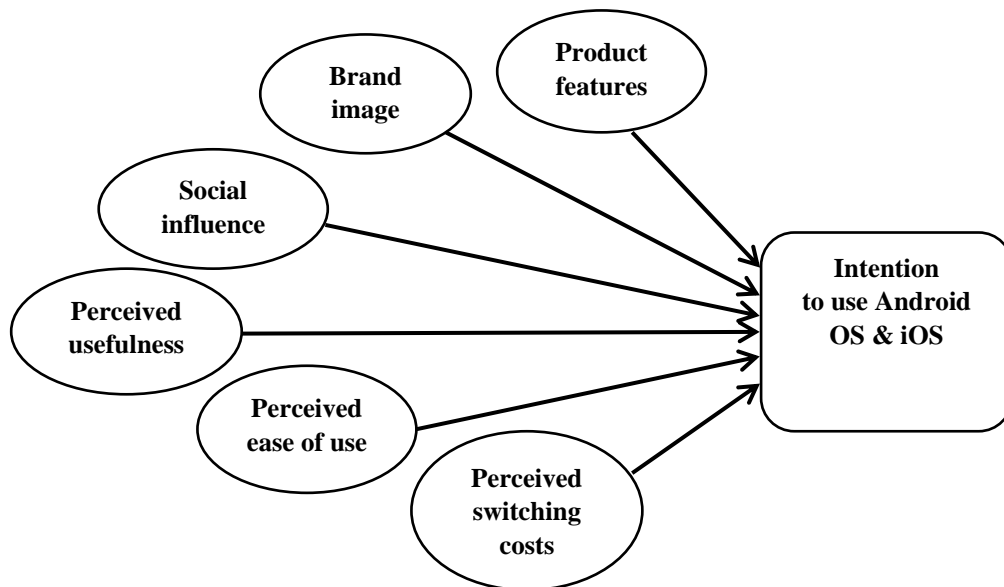 Product
features
Brand
image
Social
influence
Perceived
usefulness
Perceived
ease of use
Perceived
switching
costs
Intention
to use Android
OS & iOS